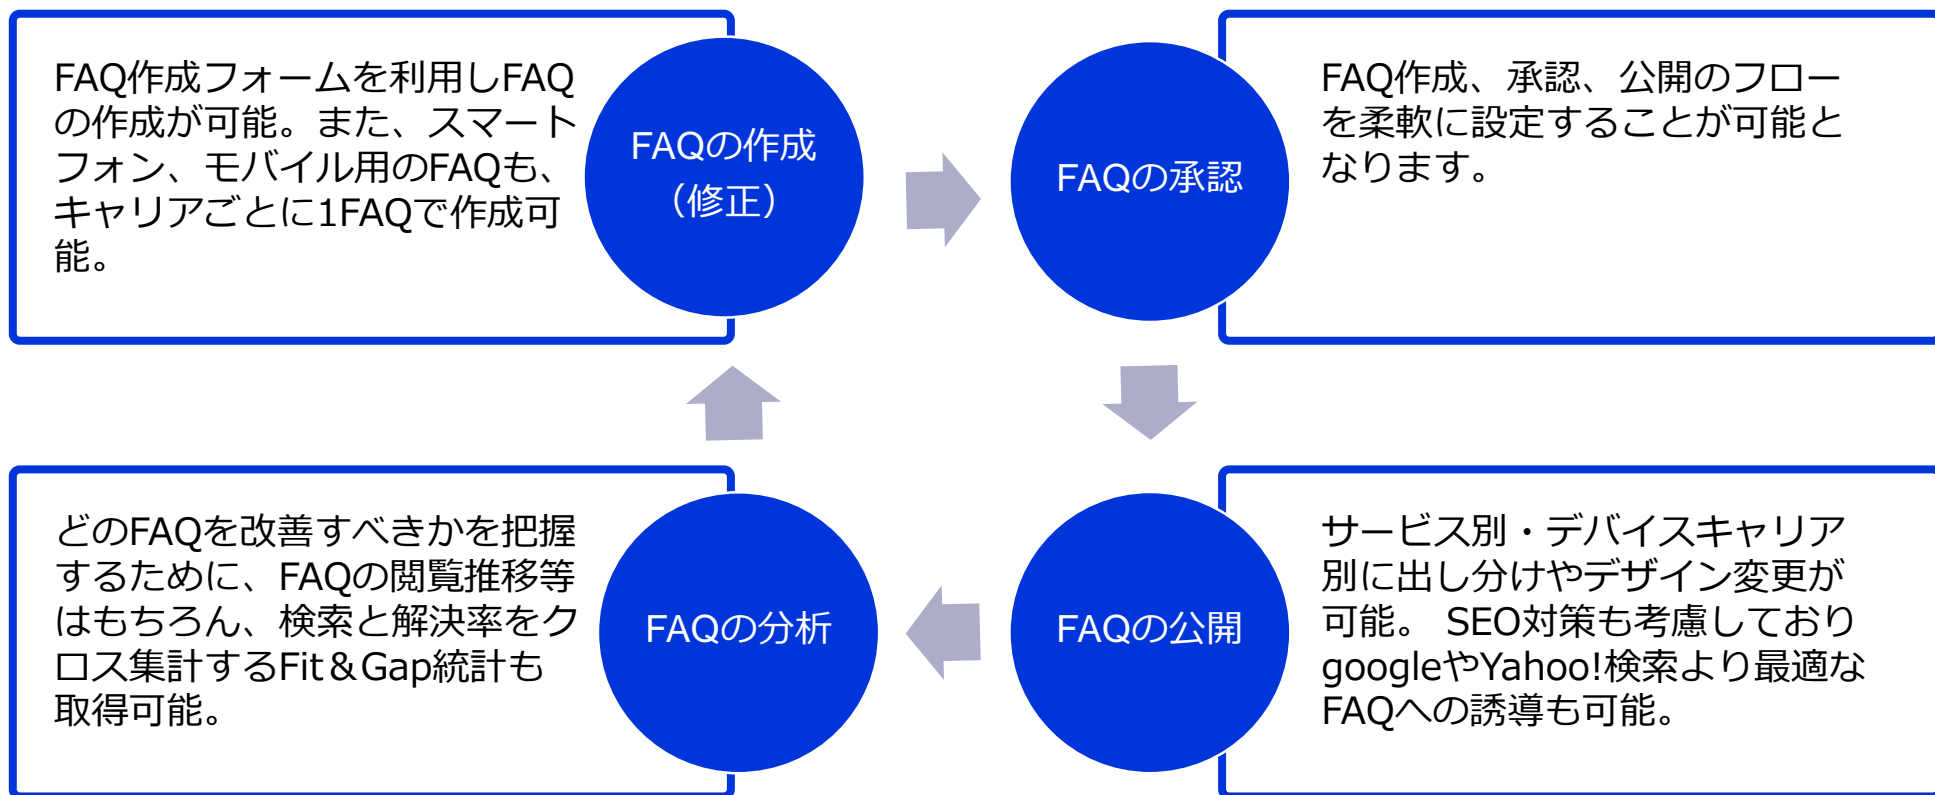 FAQ作成フォームを利用しFAQ
の作成が可能。また、スマート
フォン、モバイル用のFAQも、
キャリアごとに1FAQで作成可
能。
FAQの作成
（修正）
FAQの承認
FAQ作成、承認、公開のフロー
を柔軟に設定することが可能と
なります。
どのFAQを改善すべきかを把握
するために、FAQの閲覧推移等
はもちろん、検索と解決率をク
ロス集計するFit＆Gap統計も
取得可能。
FAQの分析
FAQの公開
サービス別・デバイスキャリア
別に出し分けやデザイン変更が
可能。 SEO対策も考慮しており
googleやYahoo!検索より最適な
FAQへの誘導も可能。